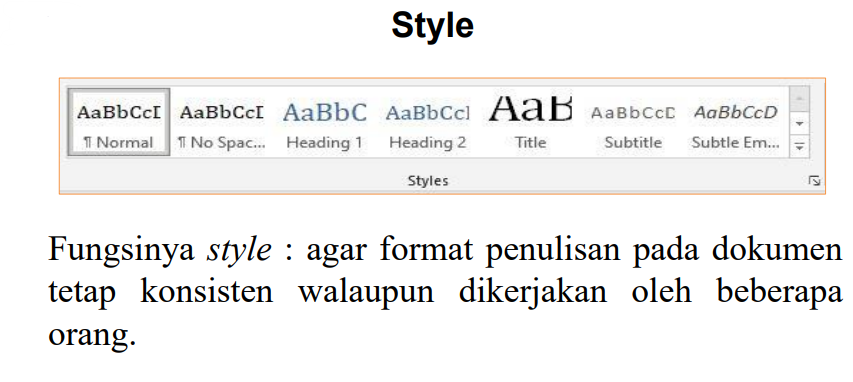 Style
AaBbCcI AaBbCcI AaBbC AaBbCcl AaB AaBbCcD AaBbCcD
¶ Normal ¶ No Spac... Heading 1 Heading 2 Title Subtitle Subtle Em...
Styles
Fungsinya style : agar format penulisan pada dokumen
tetap konsisten walaupun dikerjakan oleh beberapa
orang.